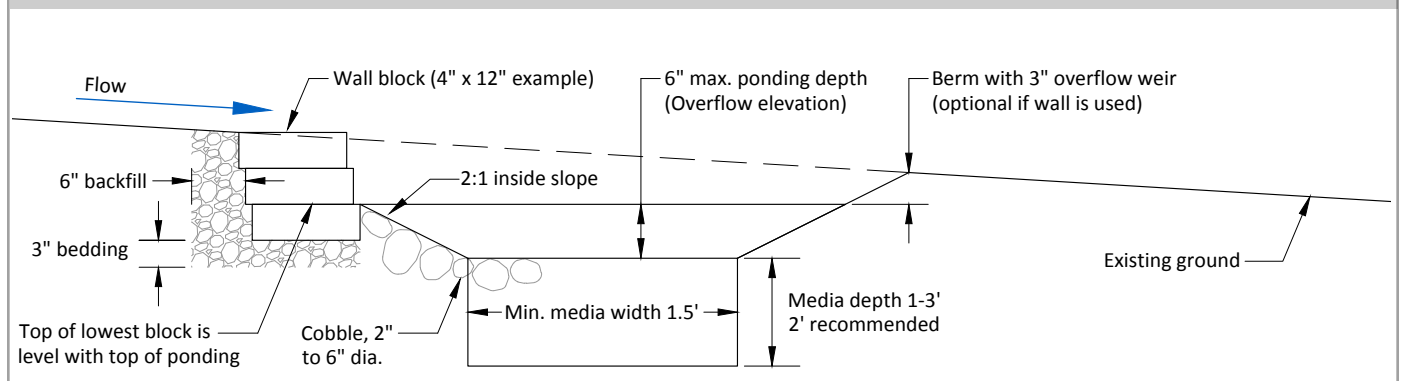 Flow
Wall block (4" x 12" example)
6" max. ponding depth
(Overflow elevation)
Berm with 3" overflow weir
(optional if wall is used)
6" backfill
2:1 inside slope
3" bedding
Existing ground
Top of lowest block is
level with top of ponding
Cobble, 2"
to 6" dia.
Min. media width 1.5'
Media depth 1-3'
2' recommended